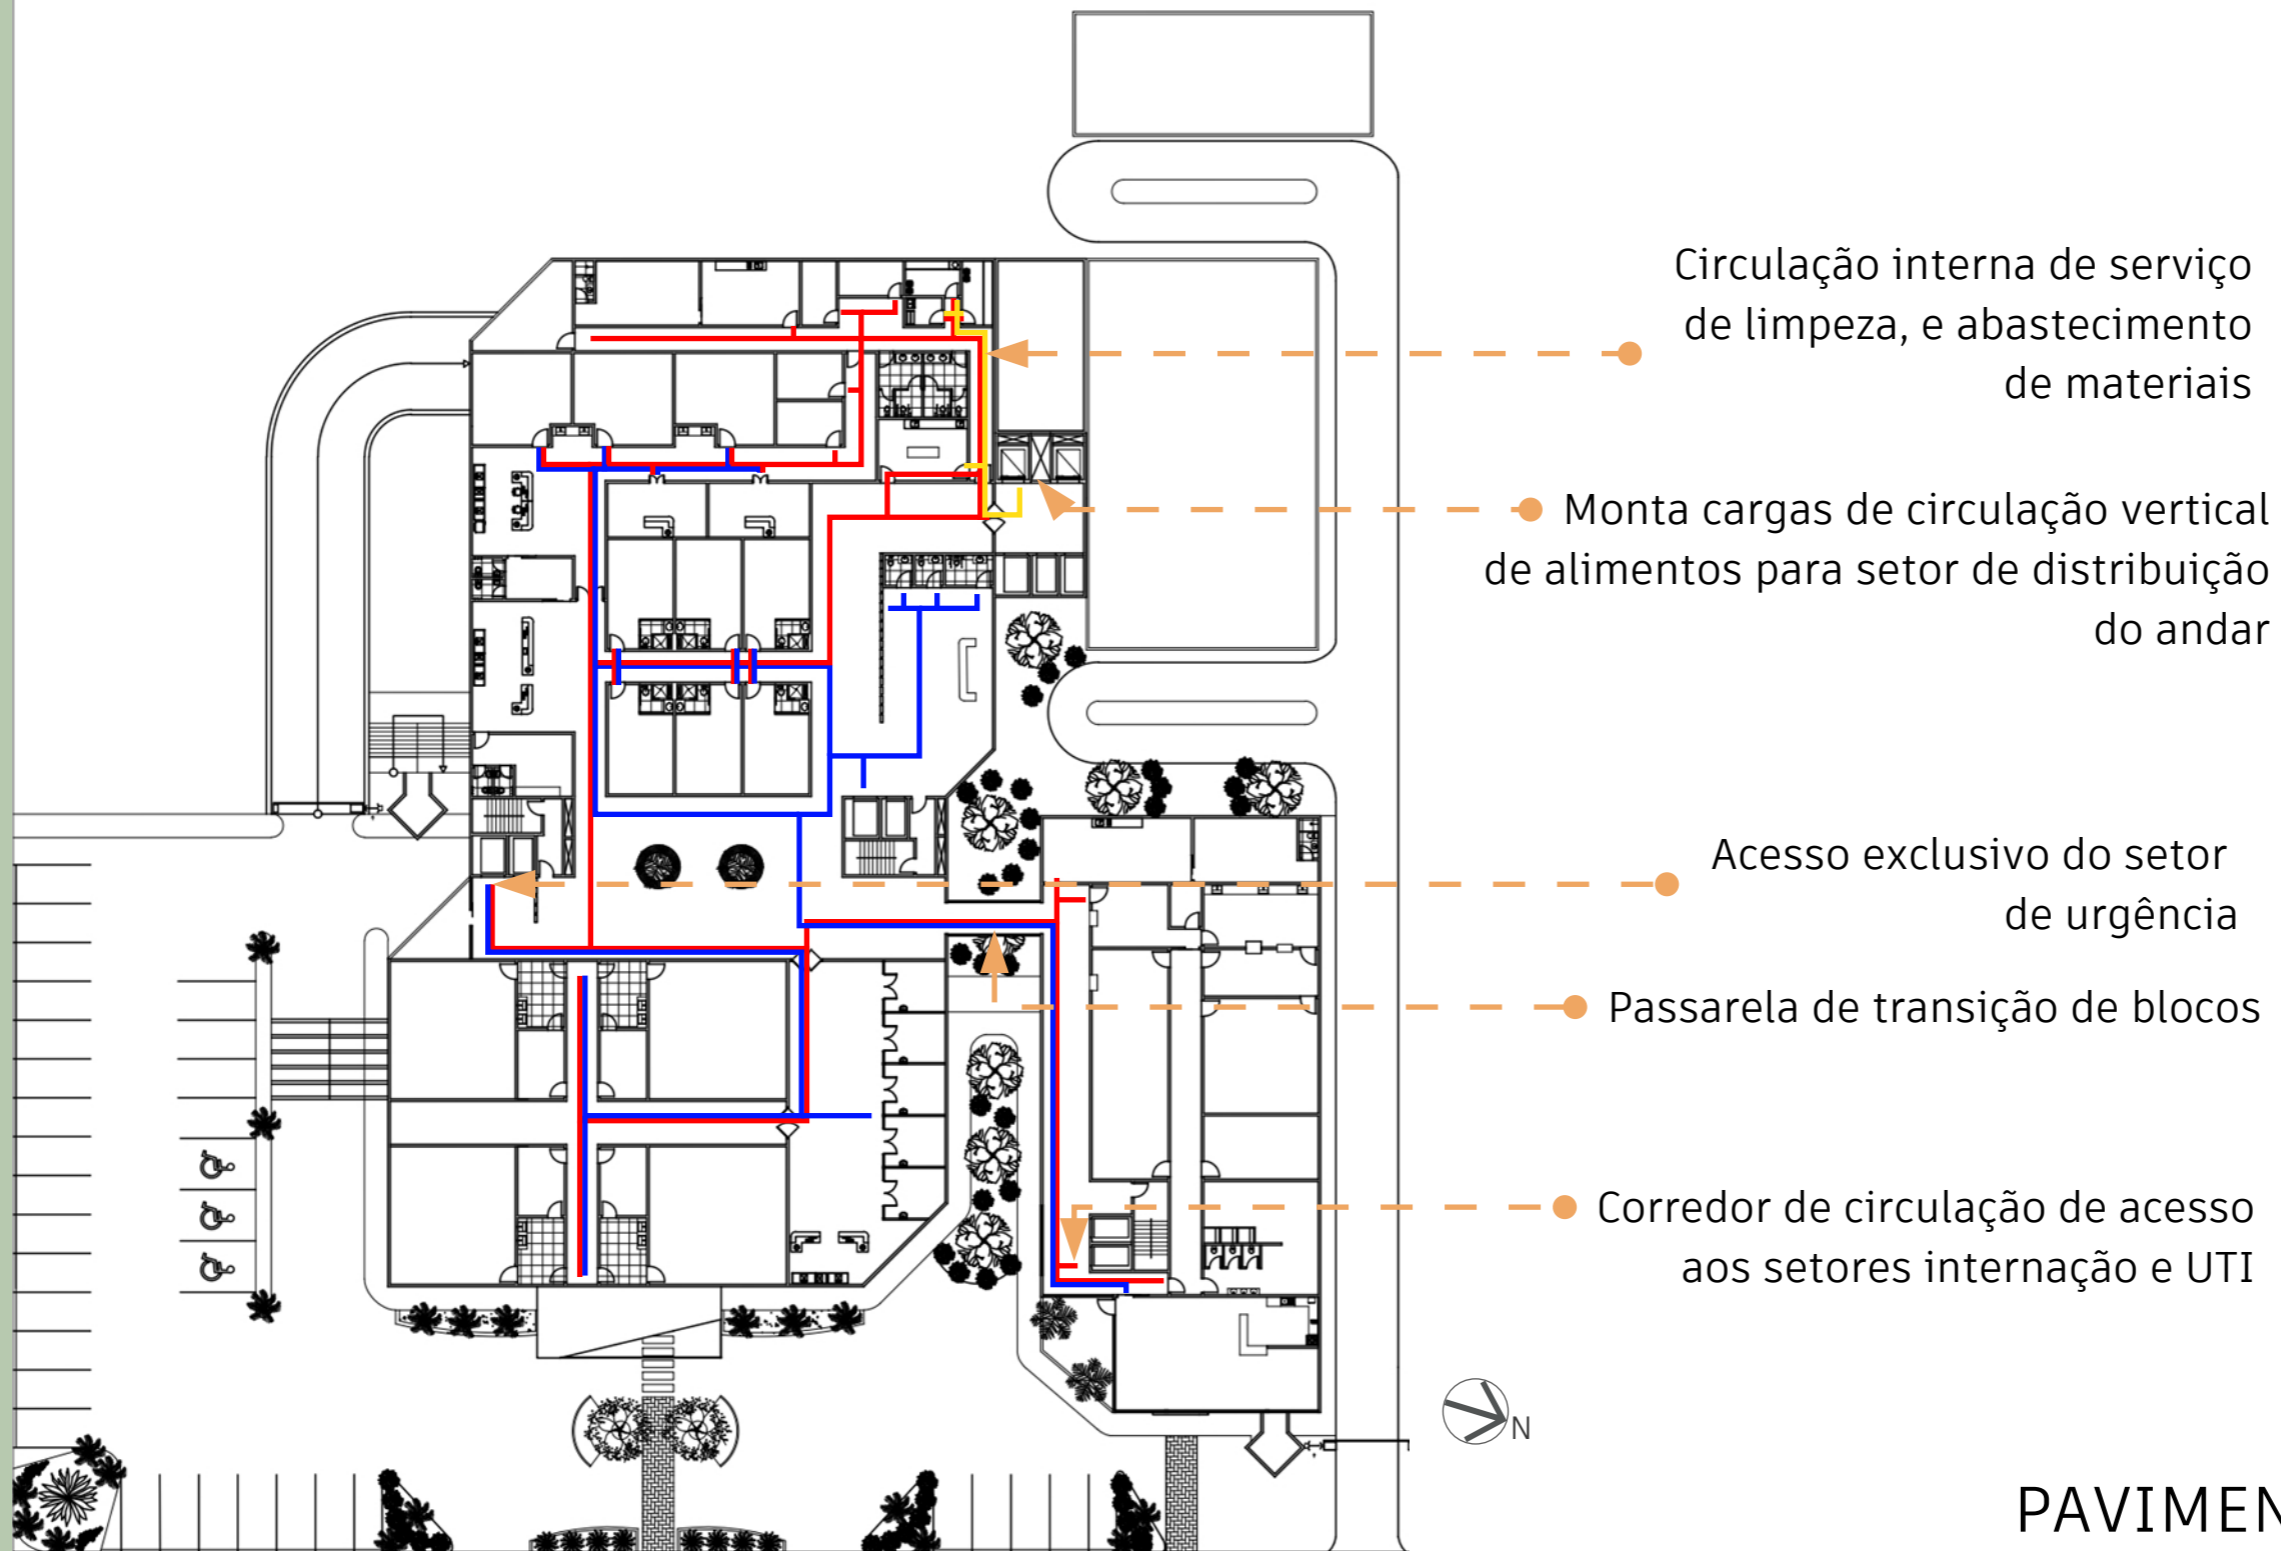 Circulação interna de serviço
de limpeza, e abastecimento
de materiais
Monta cargas de circulação vertical
de alimentos para setor de distribuição
do andar
Acesso exclusivo do setor
de urgência
Passarela de transição de blocos
Corredor de circulação de acesso
aos setores internação e UTI
N
PAVIMEN